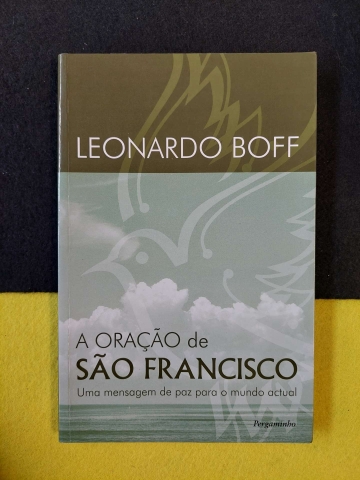 LEONARDO BOFF
A ORAÇÃO de
SÃO FRANCISCO
Uma mensagem de paz para o mundo actual
Pergaminho